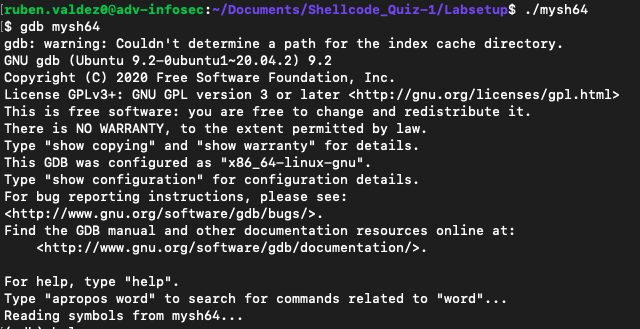 ruben.valdez0@adv-infosec:~/Documents/Shellcode_Quiz-1/Labsetup$ ./mysh64
$ gdb mysh64
gdb: warning: Couldn't determine a path for the index cache directory.
GNU gdb (Ubuntu 9.2-0ubuntu1~20.04.2) 9.2
Copyright (C) 2020 Free Software Foundation, Inc.
License GPLv3+: GNU GPL version 3 or later <http://gnu.org/licenses/gpl.html>
This is free software: you are free to change and redistribute it.
There is NO WARRANTY, to the extent permitted by law.
Type "show copying" and "show warranty" for details.
This GDB was configured as "x86_64-linux-gnu".
Type "show configuration" for configuration details.
For bug reporting instructions, please see:
<http://www.gnu.org/software/gdb/bugs/>.
Find the GDB manual and other documentation resources online at:
    <http://www.gnu.org/software/gdb/documentation/>.

For help, type "help".
Type "apropos word" to search for commands related to "word"...
Reading symbols from mysh64...